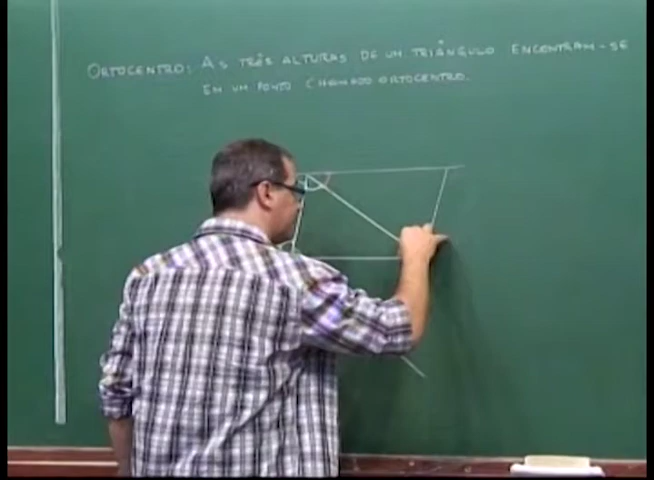 ORTOCENTRO: AS TRÊS ALTURAS DE UM TRIÂNGULO ENCONTRAM-SE
EM UM PONTO CHAMADO ORTOCENTRO.